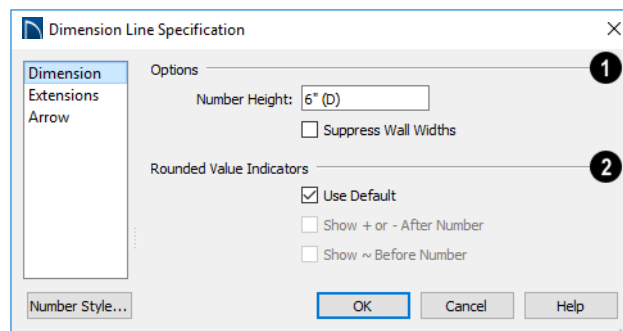 Dimension Line Specification
Dimension
Extensions
Arrow
Options
1
Number Height: 6" (D)
Suppress Wall Widths
Rounded Value Indicators
2
Use Default
Show + or - After Number
Show ~ Before Number
Number Style...
OK
Cancel
Help